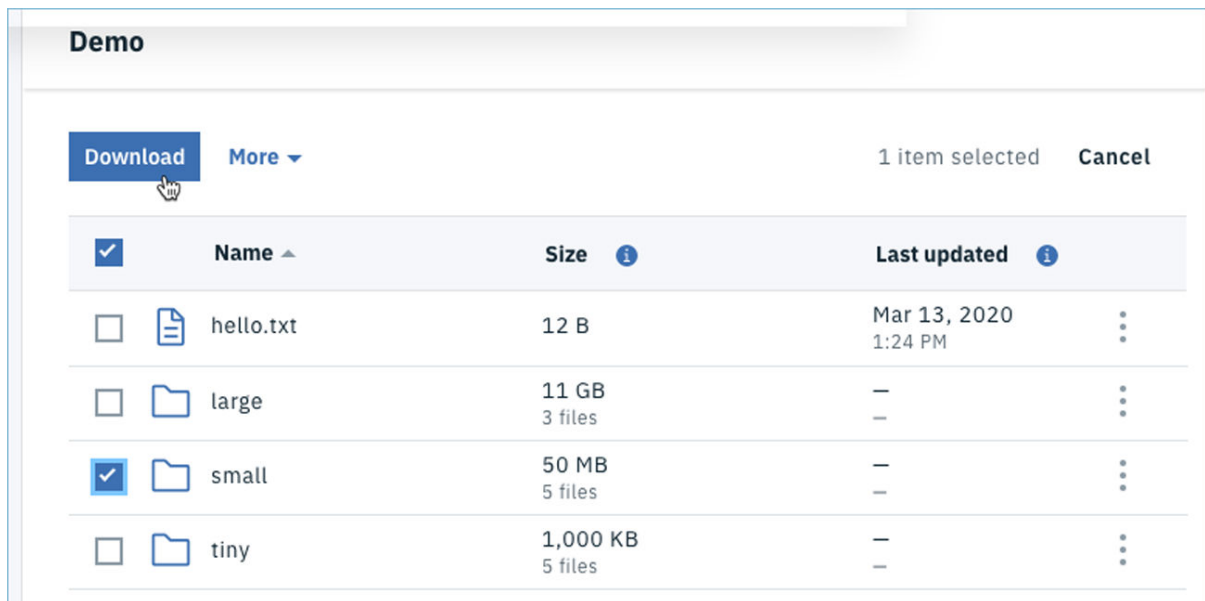 Demo
Download More 1 item selected Cancel
Name Size Last updated
hello.txt 12 B Mar 13, 2020
1:24 PM
large 11 GB —
3 files —
small 50 MB —
5 files —
tiny 1,000 KB —
5 files —